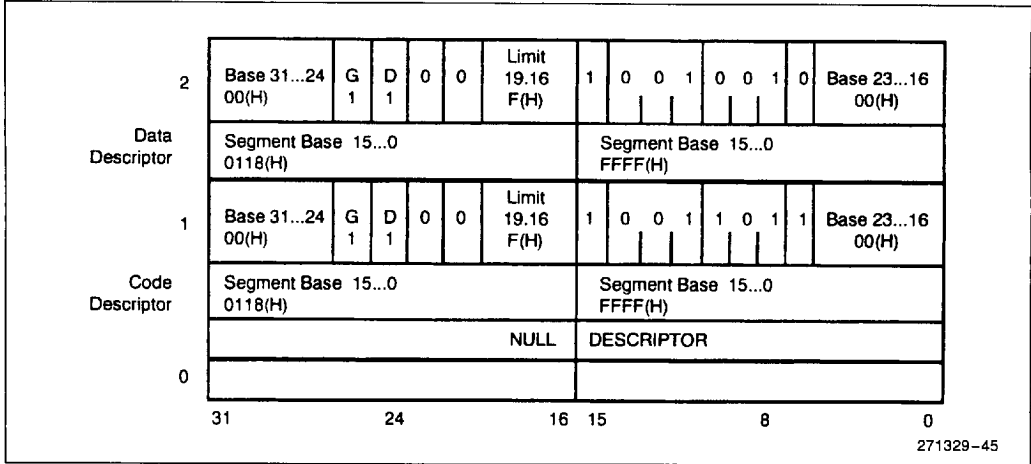 2
Base 31...24
00(H)
G
1
D
1
0
0
Limit
19.16
F(H)
1 0 0 1 0 0 1 0
Base 23...16
00(H)
Data
Descriptor
Segment Base 15...0
0118(H)
Segment Base 15...0
FFFF(H)
1
Base 31...24
00(H)
G
1
D
1
0
0
Limit
19.16
F(H)
1 0 0 1 1 0 1 1
Base 23...16
00(H)
Code
Descriptor
Segment Base 15...0
0118(H)
Segment Base 15...0
FFFF(H)
NULL DESCRIPTOR
0
31 24 16 15 8 0
271329-45